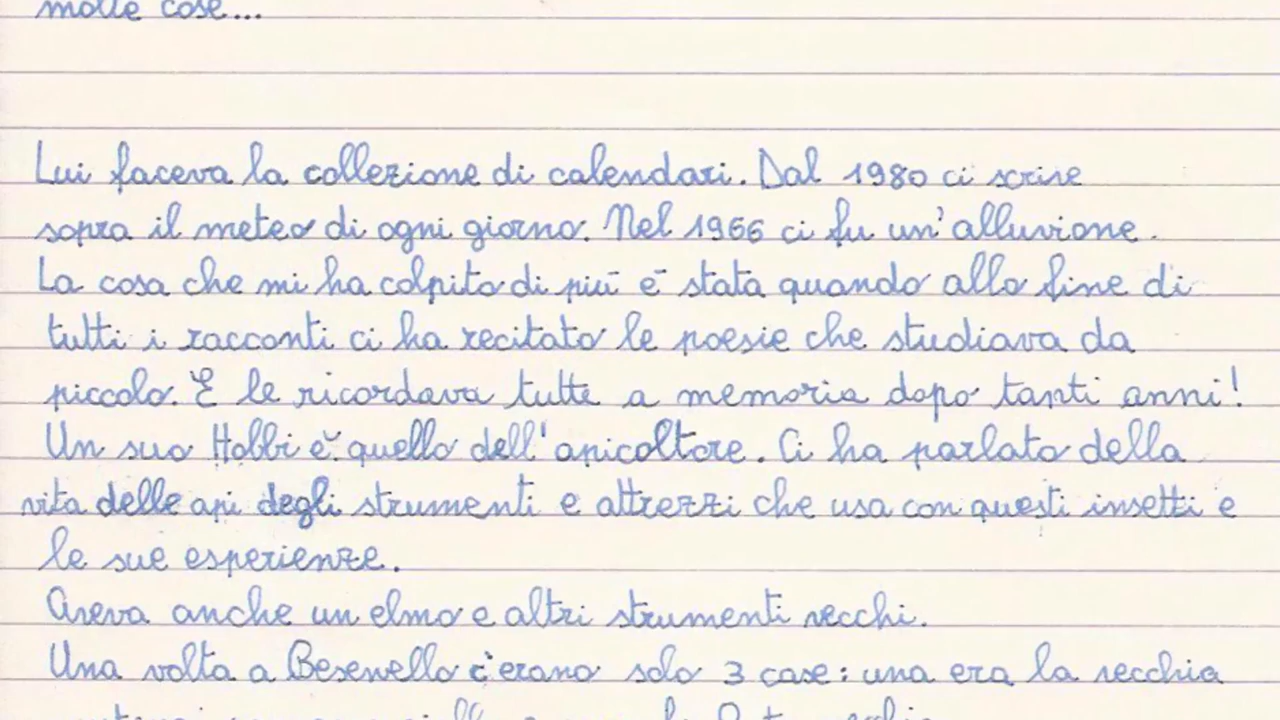 molte cose...
Lui faceva la collezione di calendari. Dal 1980 ci scrive
sopra il meteo di ogni giorno. Nel 1966 ci fu un'alluvione.
La cosa che mi ha colpito di più è stata quando allo fine di
tutti i racconti ci ha recitato le poesie che studiava da
piccolo. E le ricordava tutte a memoria dopo tanti anni!
Un suo Hobbi è quello dell'apicoltore. Ci ha parlato della
vita delle api degli strumenti e attrezzi che usa con questi insetti e
le sue esperienze.
Aveva anche un elmo e altri strumenti vecchi.
Una volta a Besenello c'erano solo 3 case: una era la vecchia